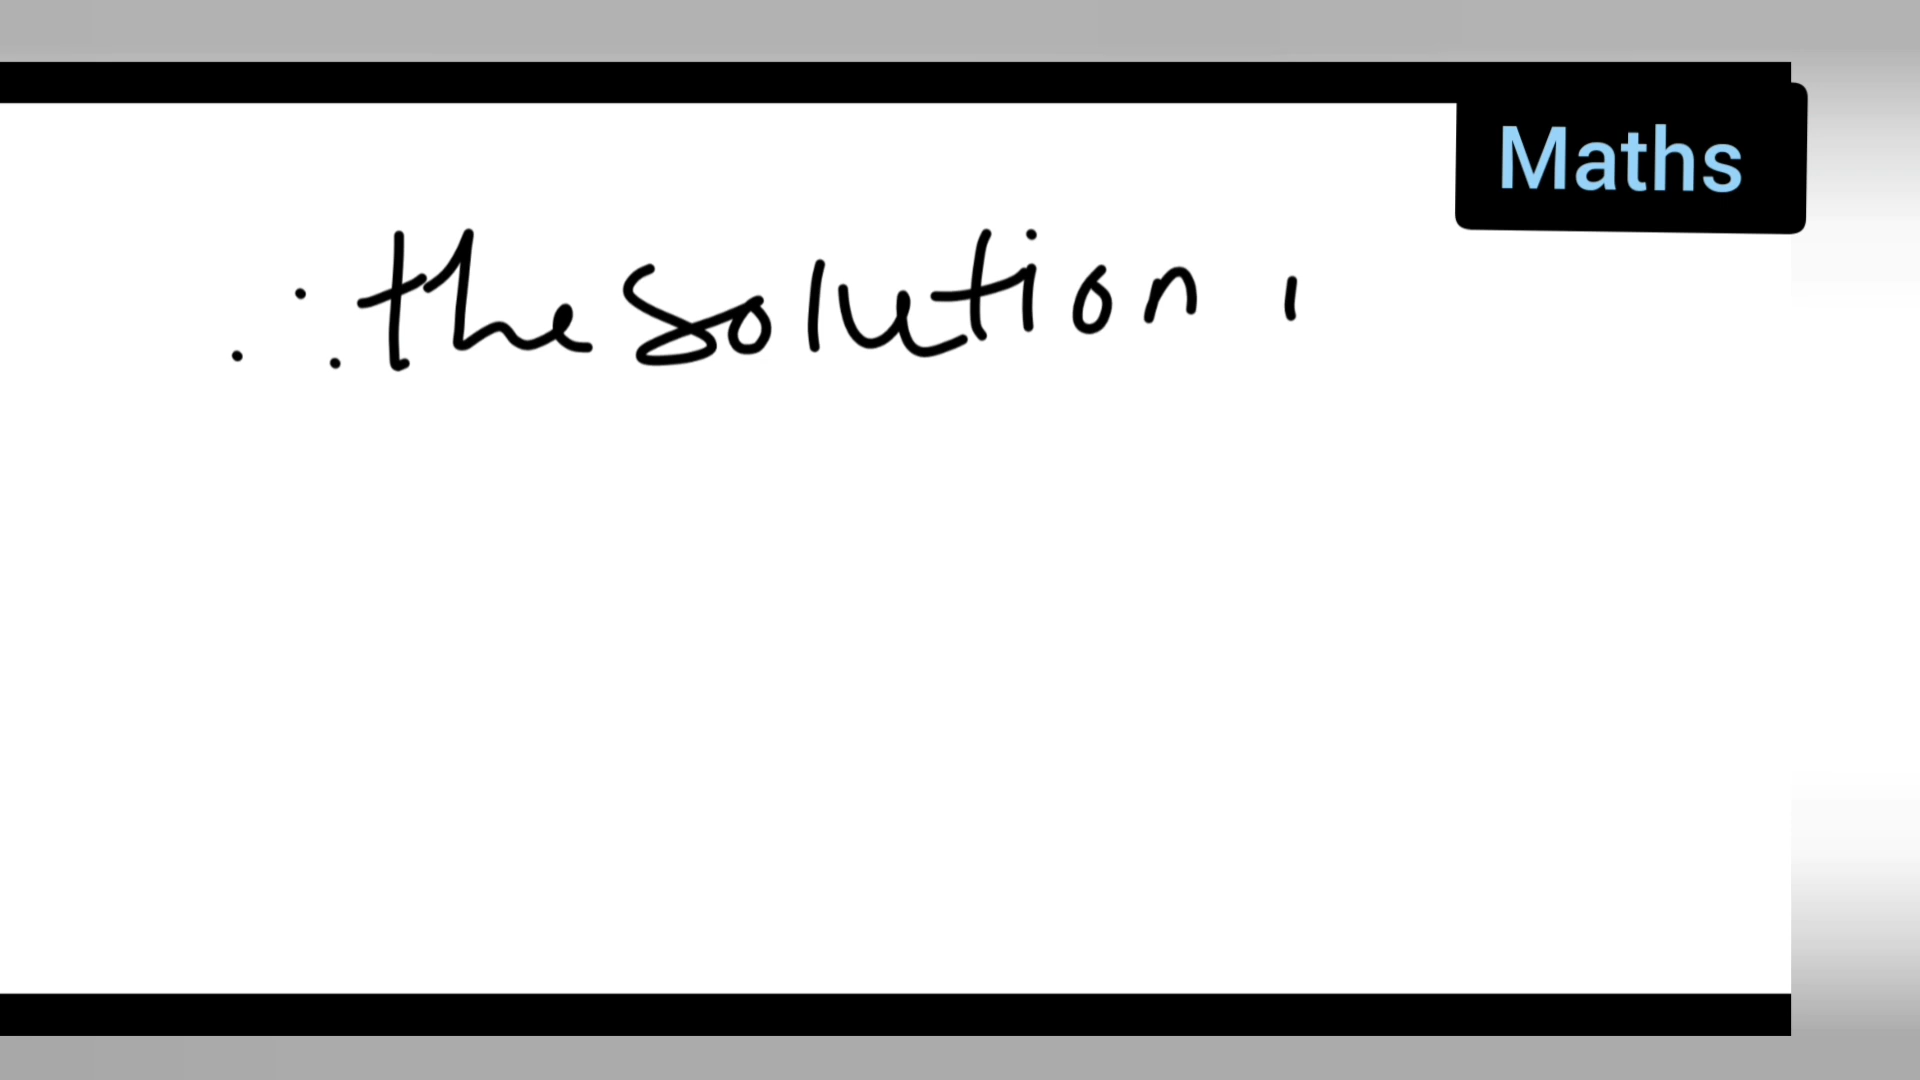 Maths
∴ the solution